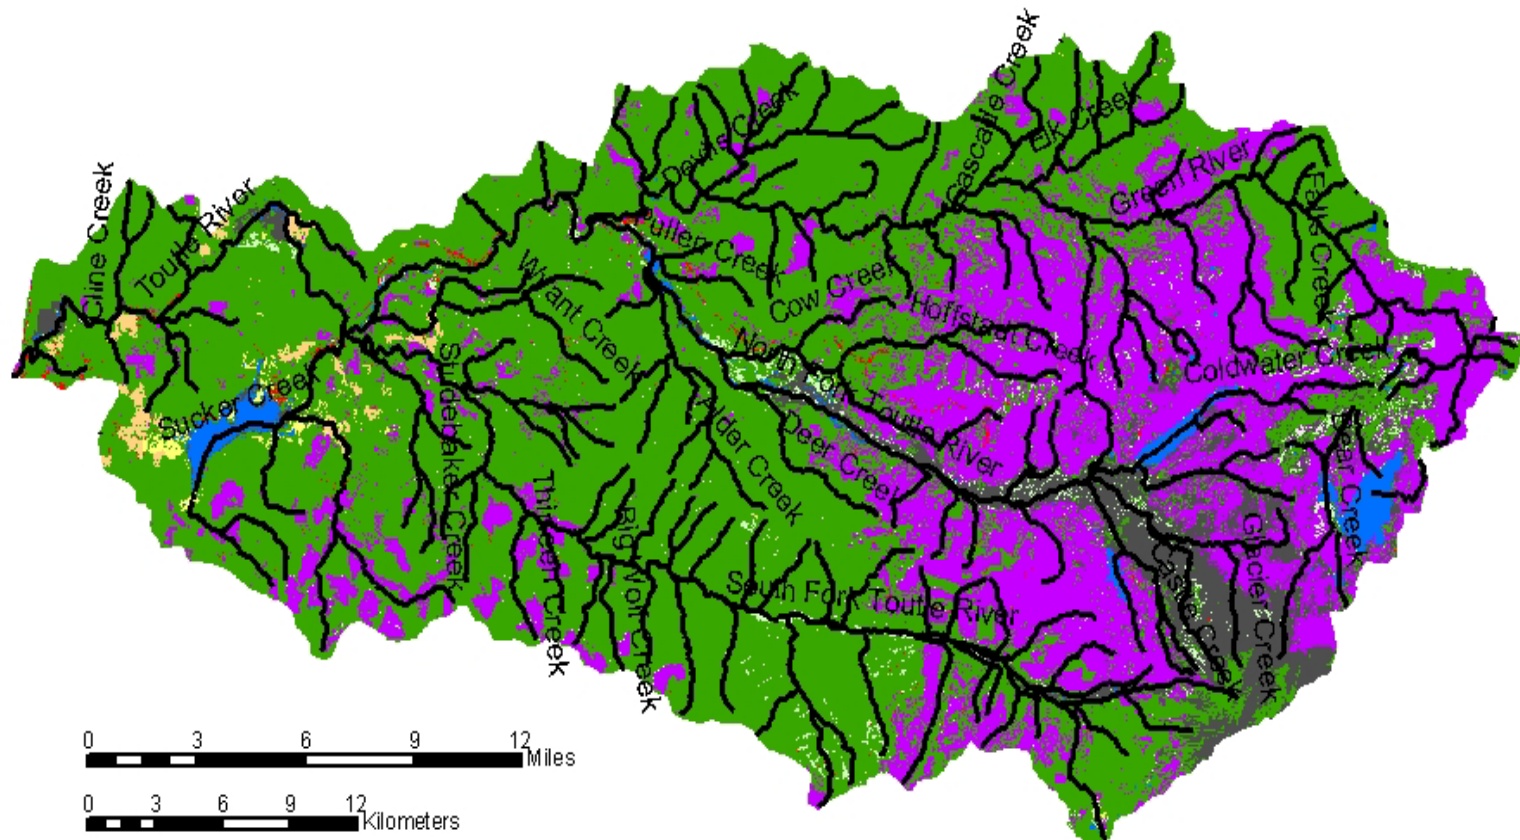 Cline Creek
Toutle River
Devils Creek
Cascade Creek
Elk Creek
Green River
Falls Creek
Pullen Creek
Cow Creek
Wyant Creek
Hoffstadt Creek
North Fork Toutle River
Coldwater Creek
Sucker Creek
Studebaker Creek
Alder Creek
Deer Creek
Bear Creek
Thirteen Creek
Big Wolf Creek
South Fork Toutle River
Castle Creek
Glacier Creek
0 3 6 9 12
Miles
0 3 6 9 12
Kilometers